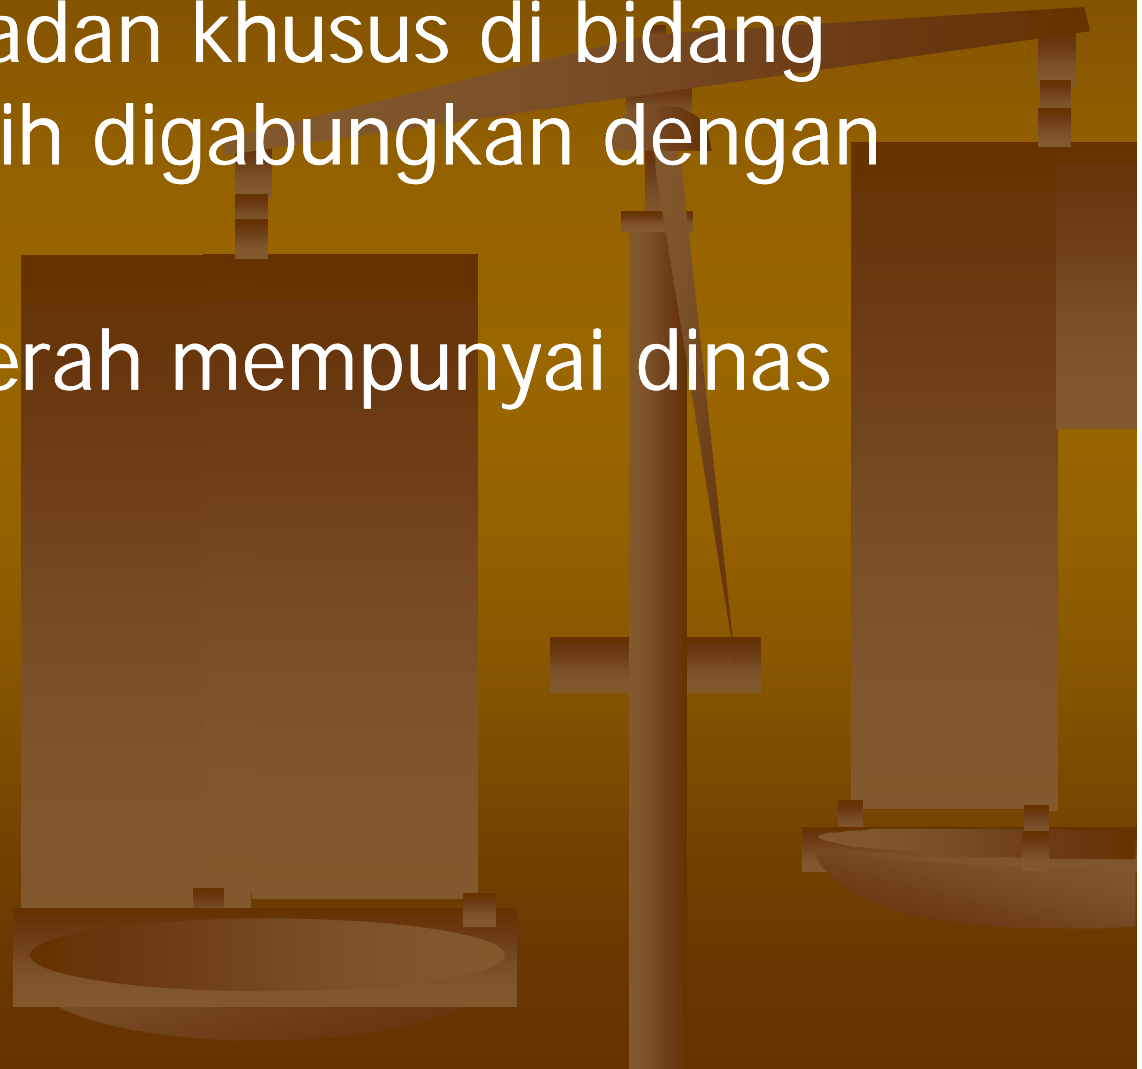 adan khusus di bidang
ih digabungkan dengan
erah mempunyai dinas